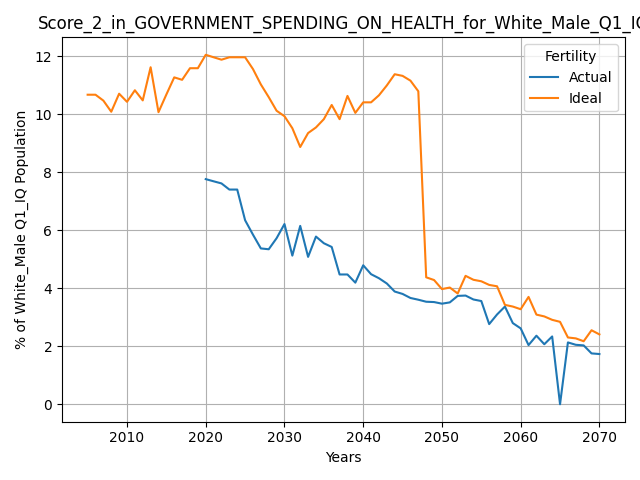 Score_2_in_GOVERNMENT_SPENDING_ON_HEALTH_for_White_Male_Q1_IQ
Fertility
Actual
Ideal
% of White_Male Q1_IQ Population
12
10
8
6
4
2
0
2010 2020 2030 2040 2050 2060 2070
Years